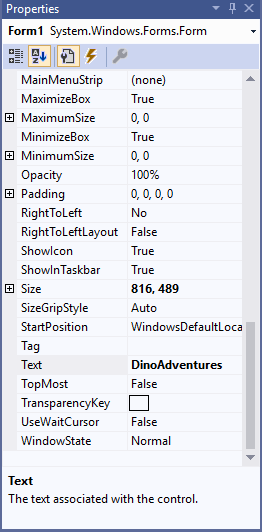 Properties
Form1 System.Windows.Forms.Form
MainMenuStrip (none)
MaximizeBox True
MaximumSize 0, 0
MinimizeBox True
MinimumSize 0, 0
Opacity 100%
Padding 0, 0, 0, 0
RightToLeft No
RightToLeftLayout False
ShowIcon True
ShowInTaskbar True
Size 816, 489
SizeGripStyle Auto
StartPosition WindowsDefaultLoca
Tag
Text DinoAdventures
TopMost False
TransparencyKey
UseWaitCursor False
WindowState Normal
Text
The text associated with the control.